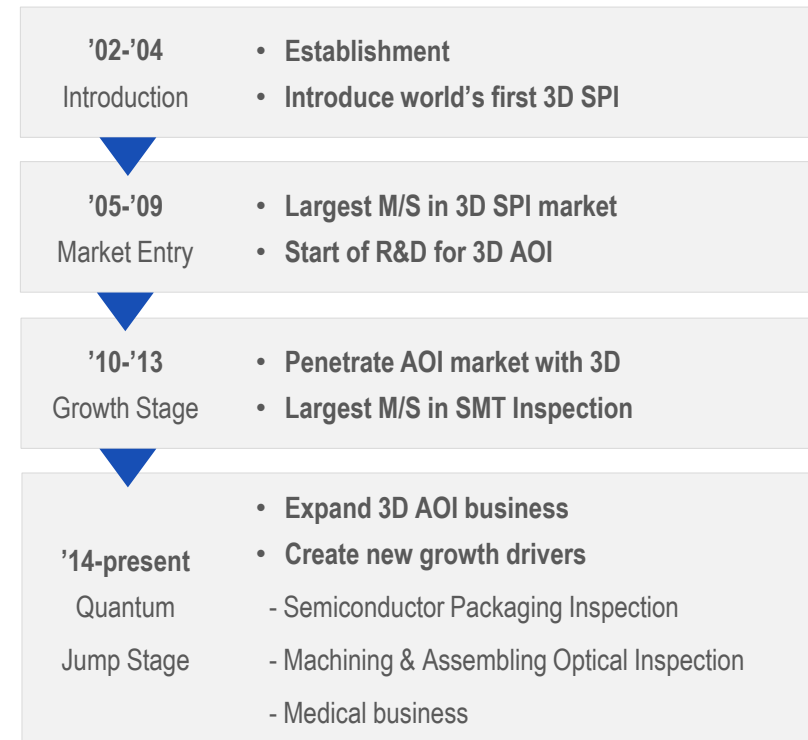 ’02-’04
Introduction
• Establishment
• Introduce world’s first 3D SPI
’05-’09
Market Entry
• Largest M/S in 3D SPI market
• Start of R&D for 3D AOI
’10-’13
Growth Stage
• Penetrate AOI market with 3D
• Largest M/S in SMT Inspection
’14-present
Quantum
Jump Stage
• Expand 3D AOI business
• Create new growth drivers
- Semiconductor Packaging Inspection
- Machining & Assembling Optical Inspection
- Medical business